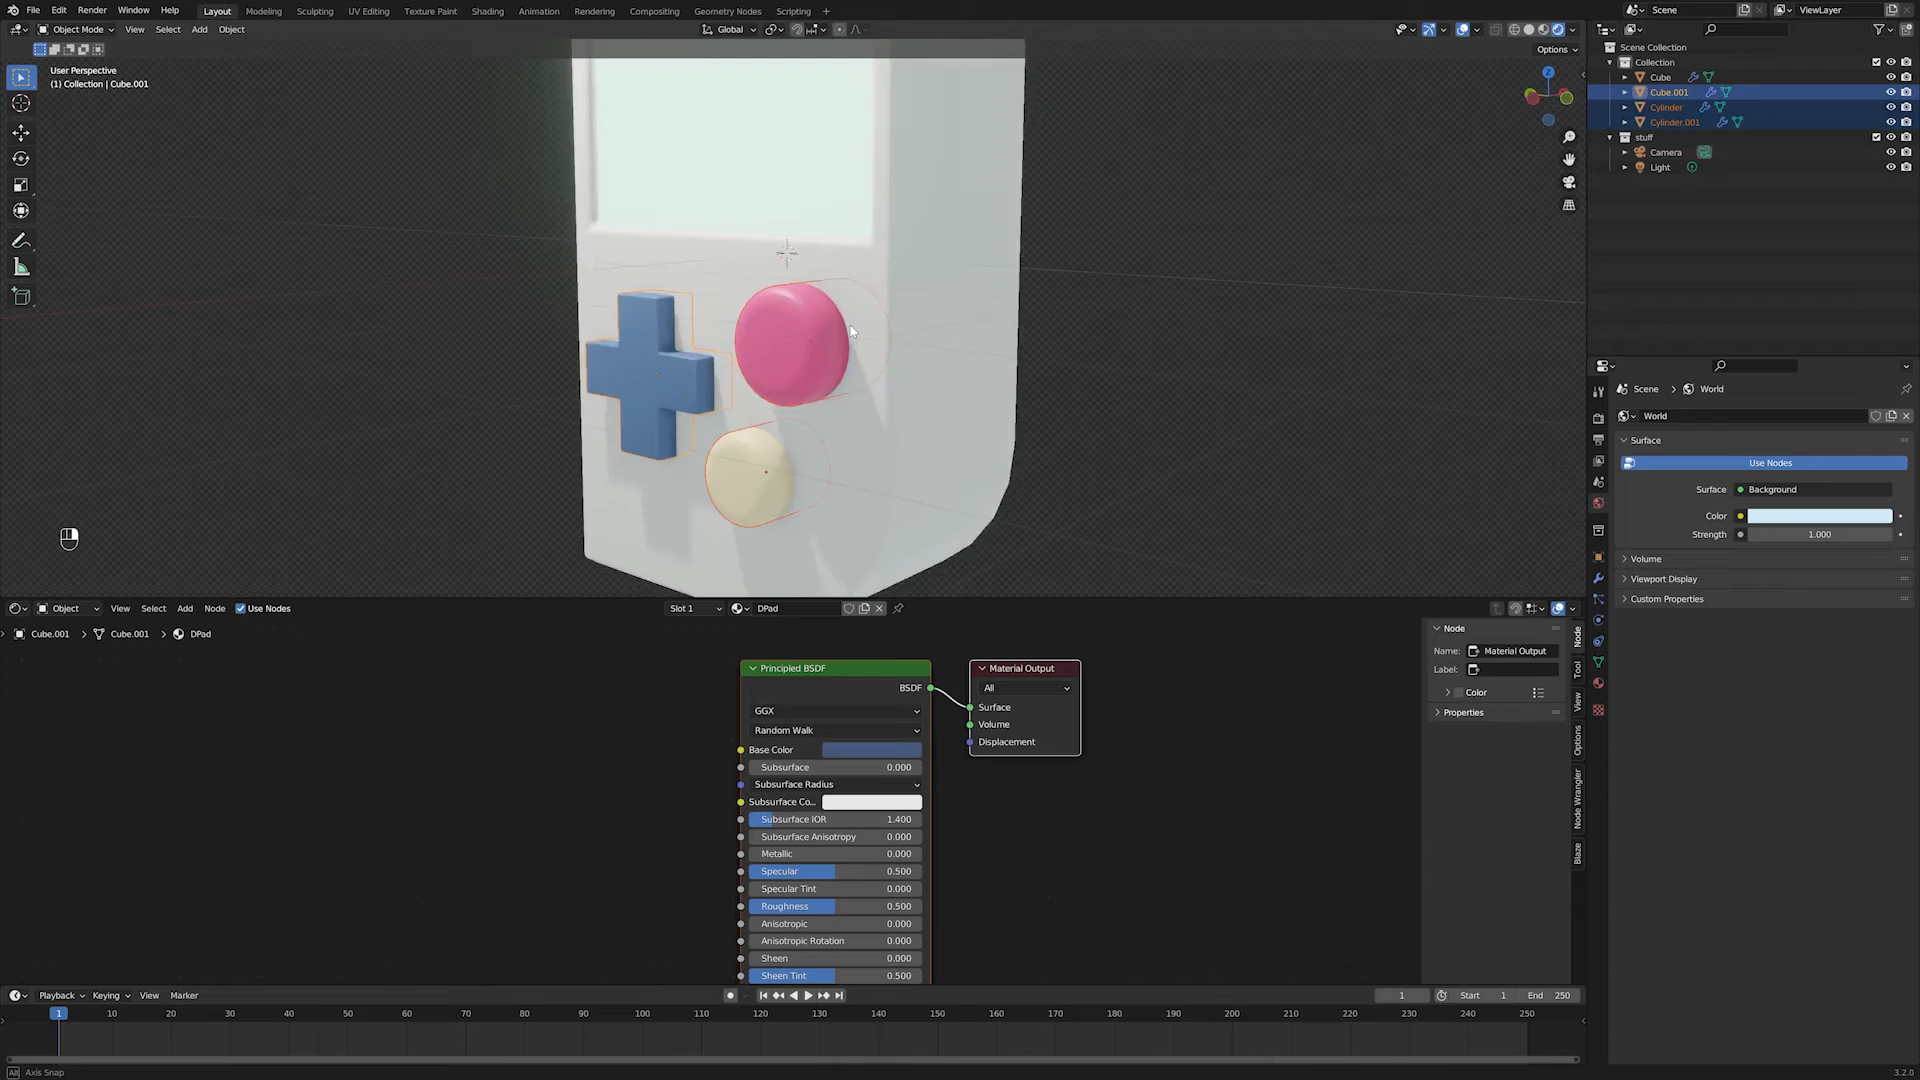 File Edit Render Window Help Layout Modeling Sculpting UV Editing Texture Paint Shading Animation Rendering Compositing Geometry Nodes Scripting + Scene ViewLayer
Object Mode View Select Add Object Global
Options
User Perspective
(1) Collection | Cube.001
Scene Collection
Collection
Cube
Cube.001
Cylinder
Cylinder.001
stuff
Camera
Light
Z
Scene > World
World
Surface
Use Nodes
Surface Background
Color
Strength 1.000
Volume
Viewport Display
Custom Properties
Object View Select Add Node Use Nodes Slot 1 DPad
Cube.001 > Cube.001 > DPad
Principled BSDF
BSDF
GGX
Random Walk
Base Color
Subsurface 0.000
Subsurface Radius
Subsurface Co...
Subsurface IOR 1.400
Subsurface Anisotropy 0.000
Metallic 0.000
Specular 0.500
Specular Tint 0.000
Roughness 0.500
Anisotropic 0.000
Anisotropic Rotation 0.000
Sheen 0.000
Sheen Tint 0.500
Material Output
All
Surface
Volume
Displacement
Node
Name: Material Output
Label:
Color
Properties
Node
Tool
View
Options
Node Wrangler
Blaze
Playback Keying View Marker 1 Start 1 End 250
1 10 20 30 40 50 60 70 80 90 100 110 120 130 140 150 160 170 180 190 200 210 220 230 240 250
Alt Axis Snap 3.2.0